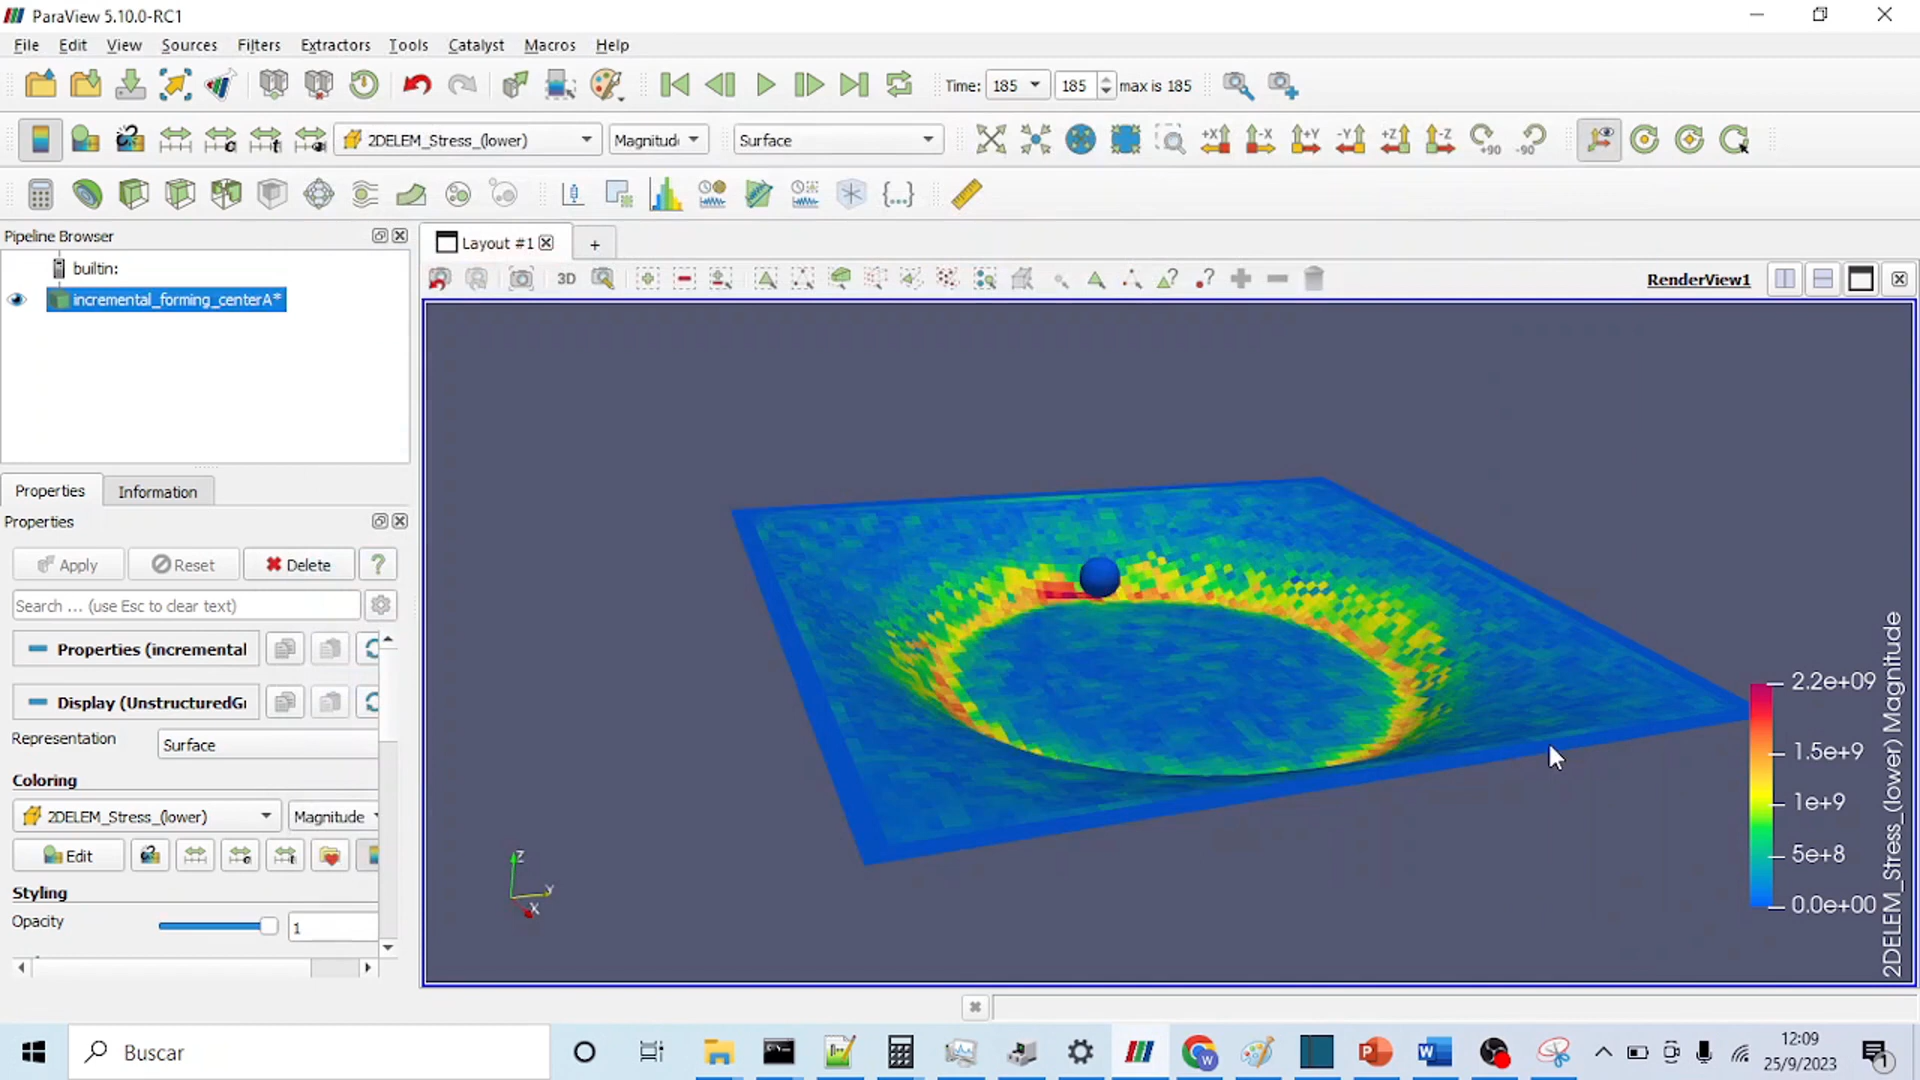 ParaView 5.10.0-RC1
File Edit View Sources Filters Extractors Tools Catalyst Macros Help
Time: 185 185 max is 185
2DELEM_Stress_(lower) Magnitud Surface
+X -X +Y -Y +Z -Z +90 -90
Pipeline Browser
Layout #1
+
builtin:
3D
RenderView1
incremental_forming_centerA*
Properties Information
Properties
Apply Reset Delete ?
Search ... (use Esc to clear text)
Properties (incremental
Display (UnstructuredG
Representation Surface
Coloring
2DELEM_Stress_(lower) Magnitude
Edit
Styling
Opacity 1
Z
Y
X
2.2e+09
1.5e+9
1e+9
5e+8
0.0e+00
2DELEM_Stress_(lower) Magnitude
Buscar
12:09
25/9/2023
1